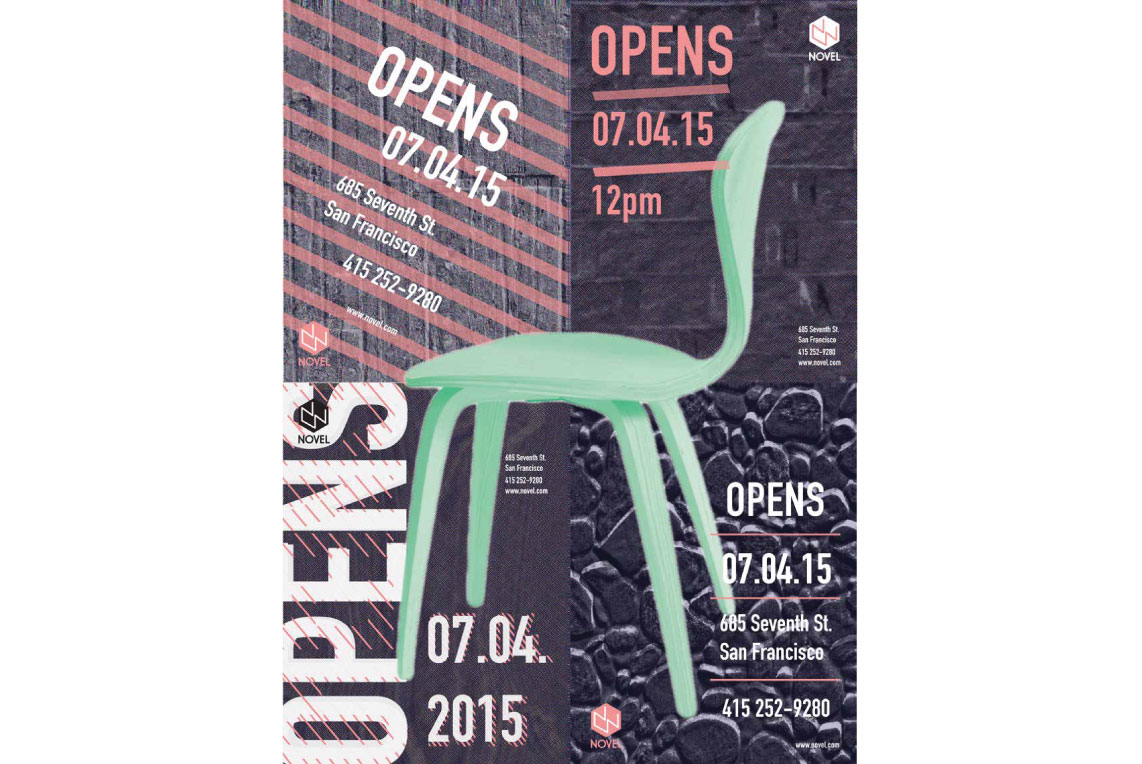 OPENS
07.04.15
685 Seventh St.
San Francisco
415 252-9280
www.novel.com
NOVEL
OPENS
07.04.15
12pm
NOVEL
685 Seventh St.
San Francisco
415 252-9280
www.novel.com
NOVEL
OPENS
685 Seventh St.
San Francisco
415 252-9280
www.novel.com
07.04.
2015
OPENS
07.04.15
685 Seventh St.
San Francisco
415 252-9280
NOVEL
www.novel.com